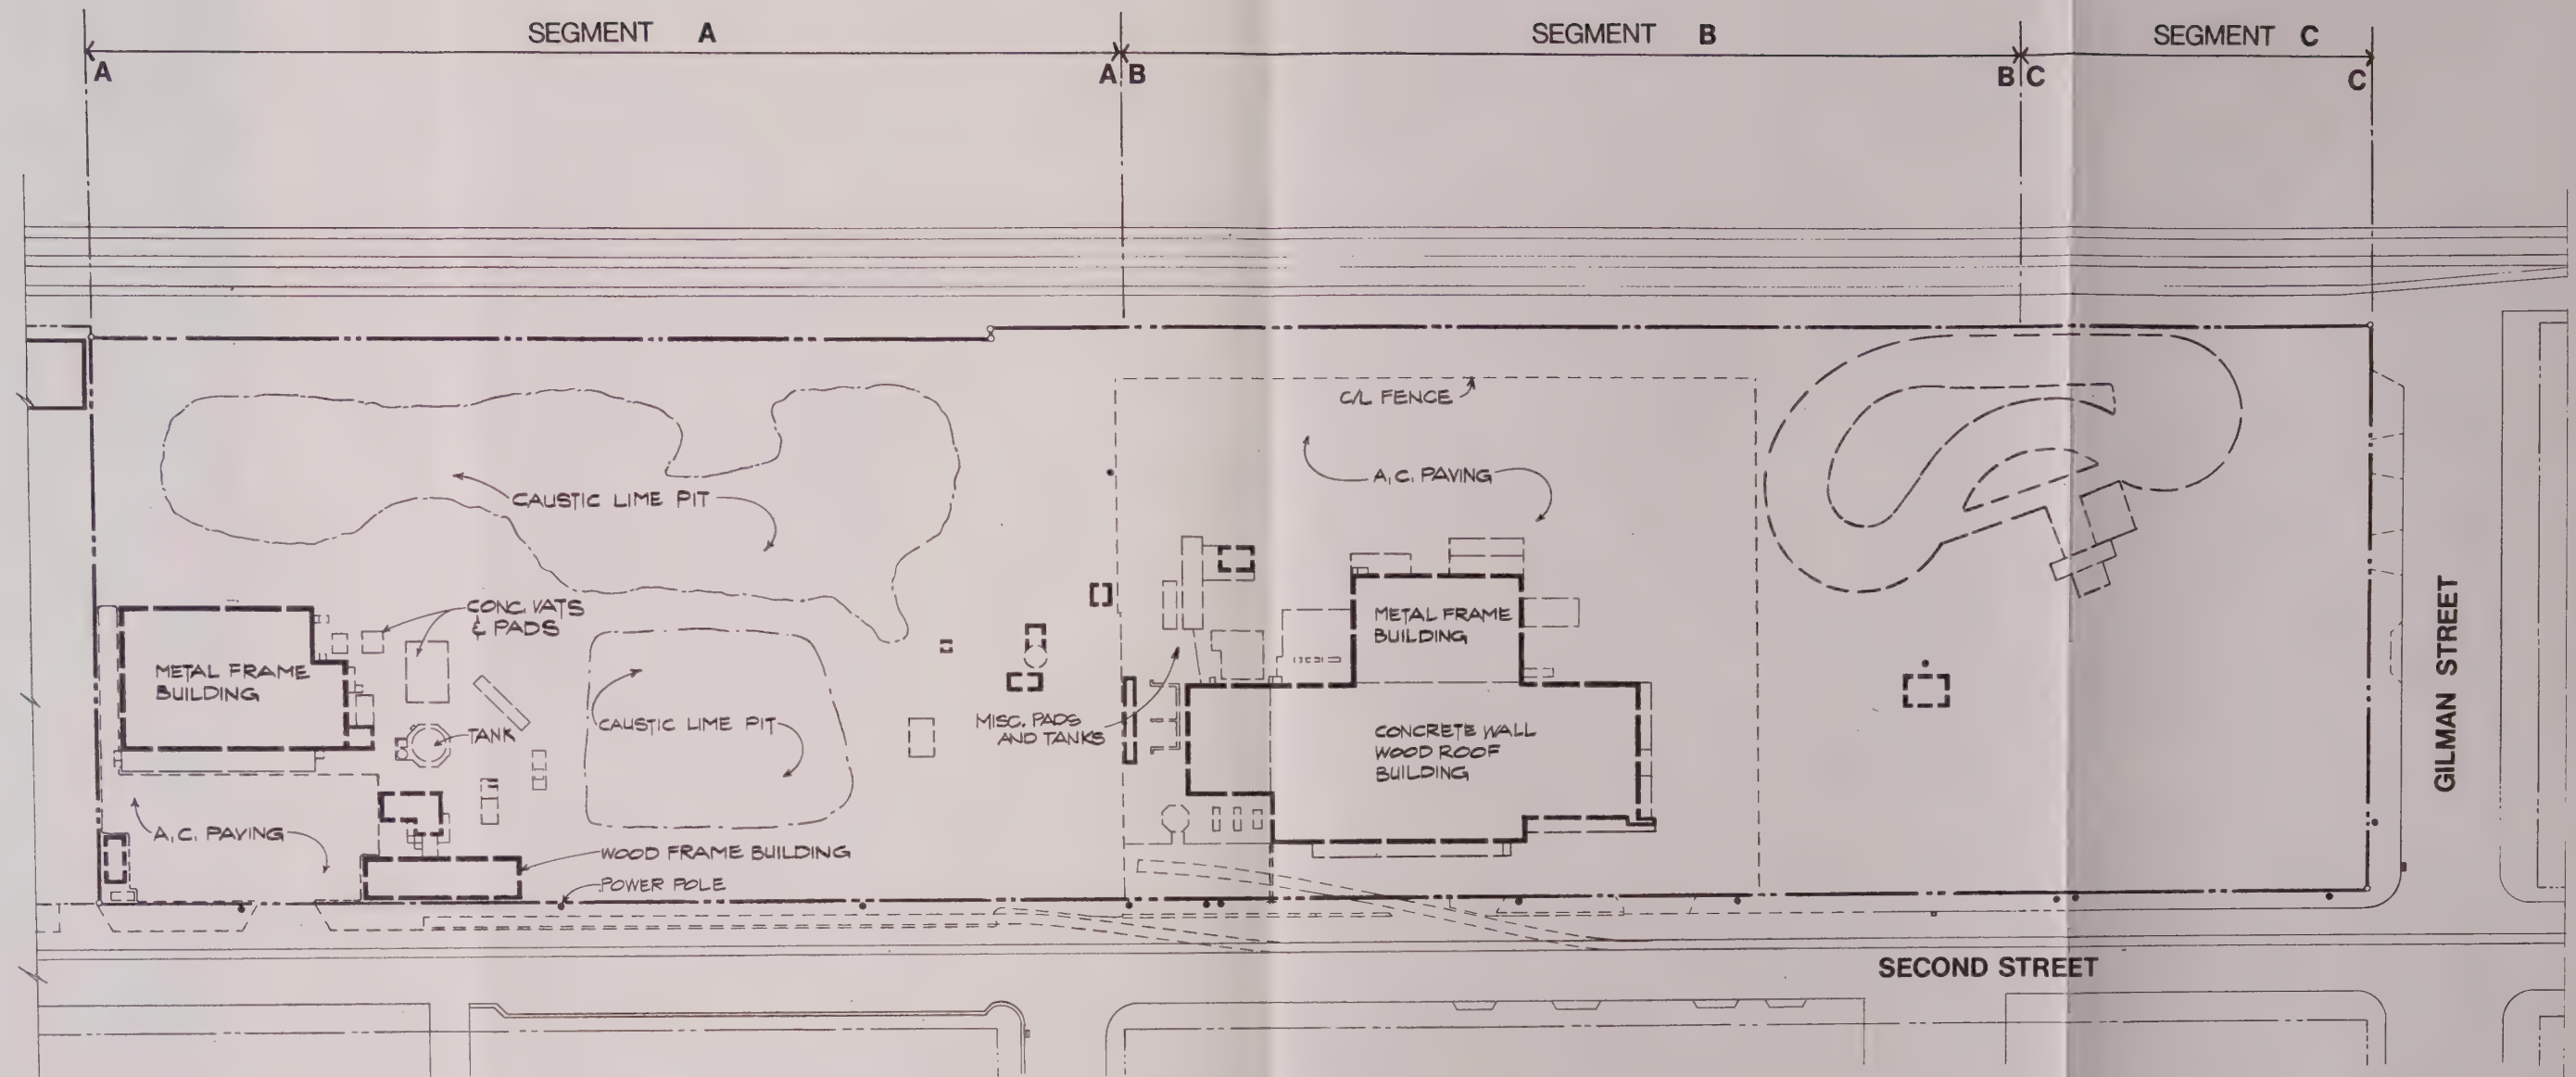 SEGMENT A
SEGMENT B
SEGMENT C
A
A B
B C
C
C/L FENCE
A.C. PAVING
CAUSTIC LIME PIT
CONC. VATS
& PADS
METAL FRAME
BUILDING
METAL FRAME
BUILDING
TANK
CAUSTIC LIME PIT
MISC. PADS
AND TANKS
CONCRETE WALL
WOOD ROOF
BUILDING
A.C. PAVING
WOOD FRAME BUILDING
POWER POLE
GILMAN STREET
SECOND STREET